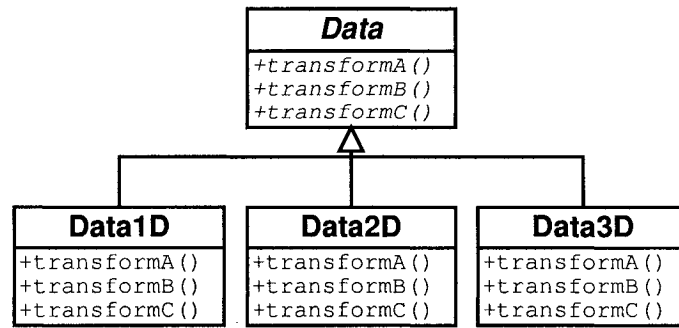 Data
+transformA()
+transformB()
+transformC()
Data1D
+transformA()
+transformB()
+transformC()
Data2D
+transformA()
+transformB()
+transformC()
Data3D
+transformA()
+transformB()
+transformC()